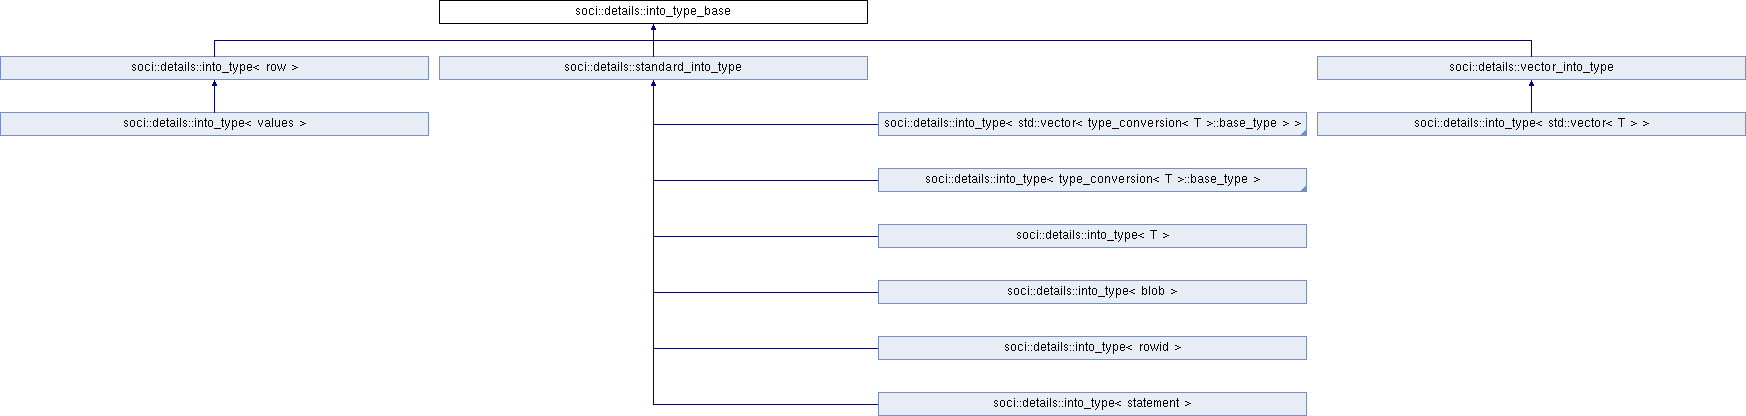 soci::details::into_type_base
soci::details::into_type< row >
soci::details::standard_into_type
soci::details::vector_into_type
soci::details::into_type< values >
soci::details::into_type< std::vector< type_conversion< T >::base_type > >
soci::details::into_type< std::vector< T > >
soci::details::into_type< type_conversion< T >::base_type >
soci::details::into_type< T >
soci::details::into_type< blob >
soci::details::into_type< rowid >
soci::details::into_type< statement >